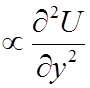 ∝ ∂²U / ∂y²